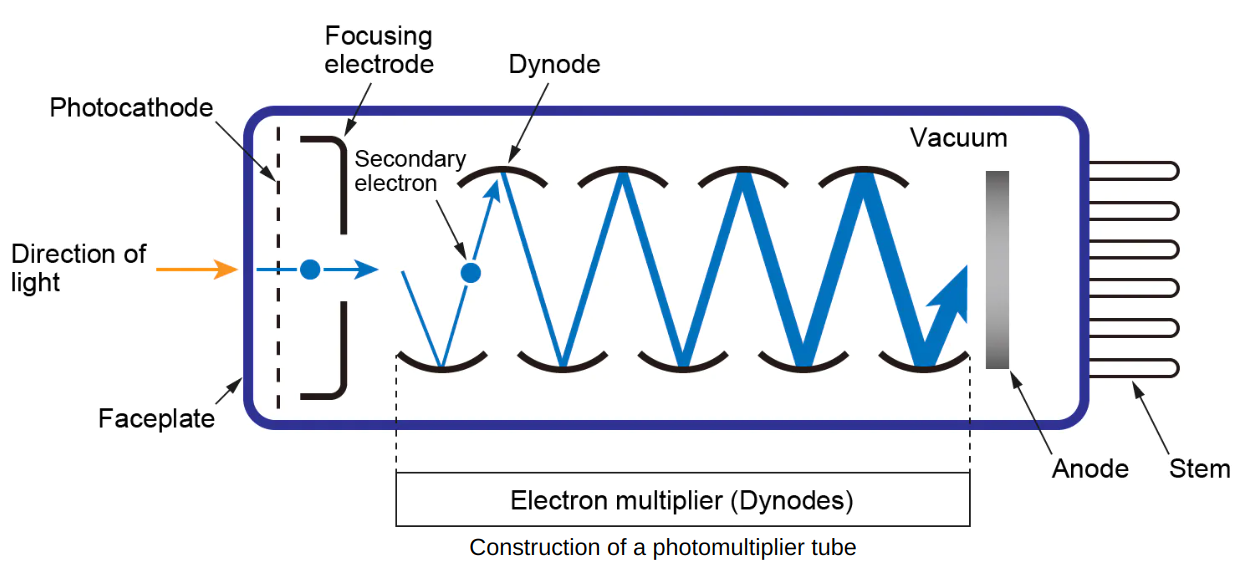 Focusing
electrode
Dynode
Photocathode
Vacuum
Secondary
electron
Direction of
light
Faceplate
Anode
Stem
Electron multiplier (Dynodes)
Construction of a photomultiplier tube